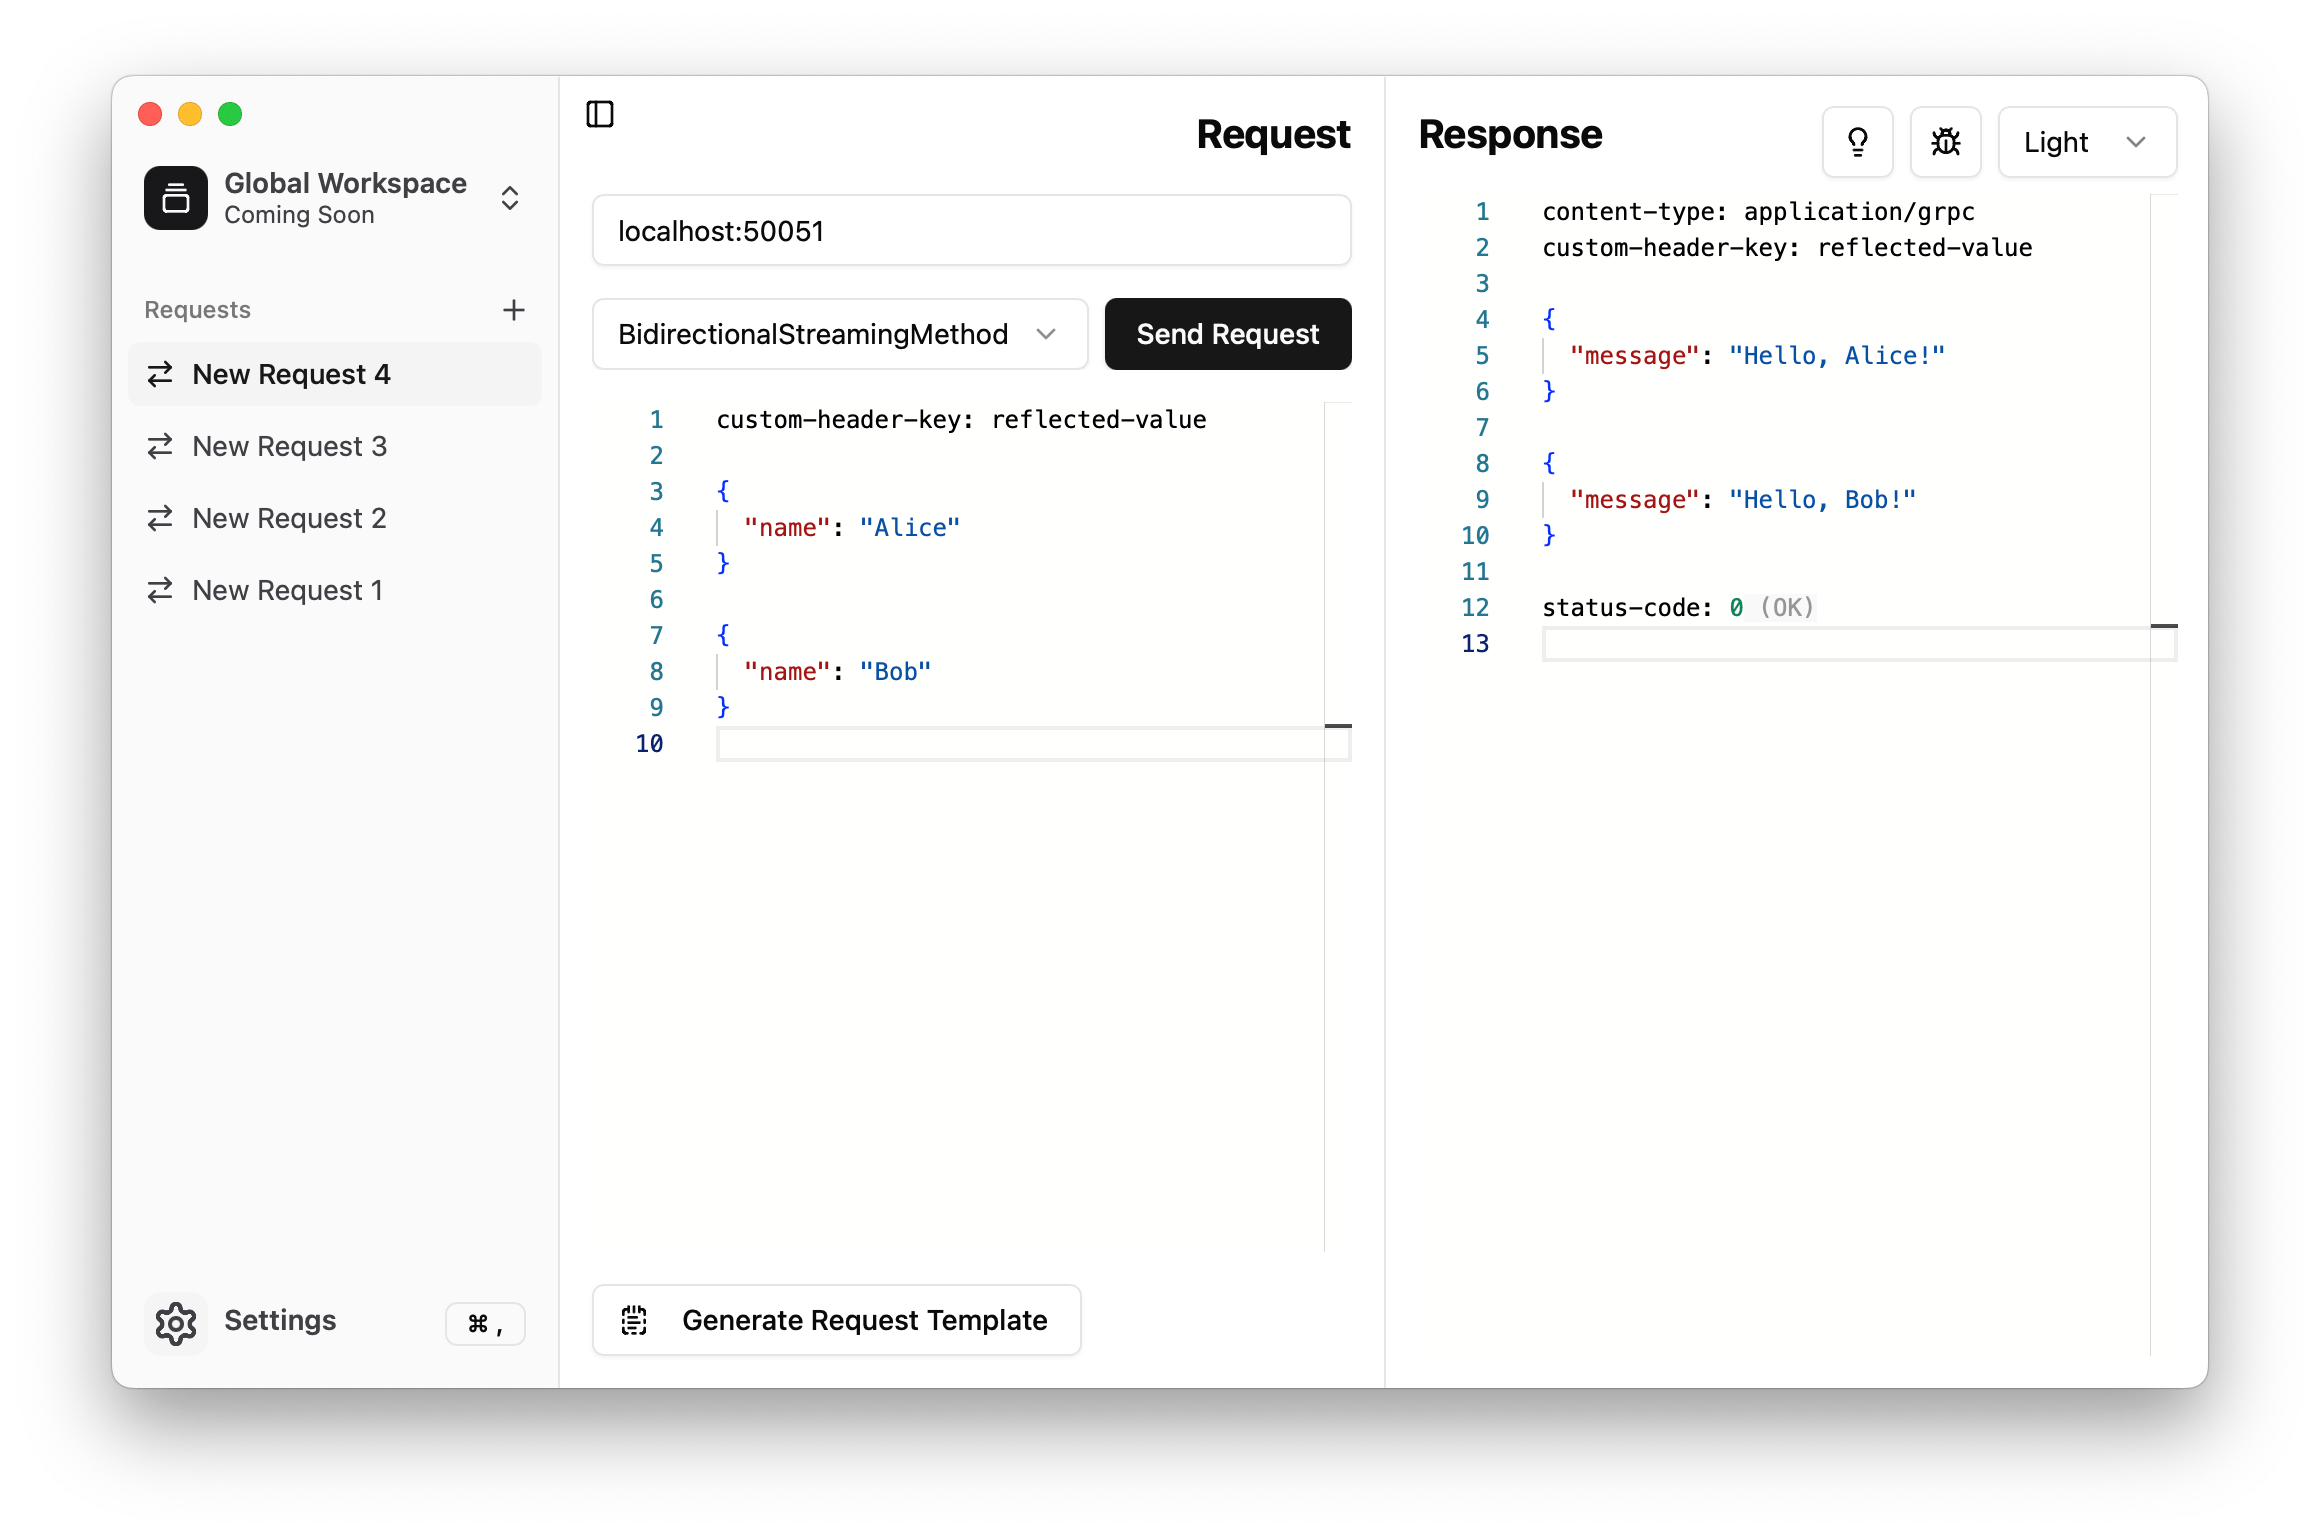 Global Workspace
Coming Soon
Requests
New Request 4
New Request 3
New Request 2
New Request 1
Settings
⌘ ,
Request
localhost:50051
BidirectionalStreamingMethod
Send Request
1 custom-header-key: reflected-value
2
3 {
4 "name": "Alice"
5 }
6
7 {
8 "name": "Bob"
9 }
10
Generate Request Template
Response
Light
1 content-type: application/grpc
2 custom-header-key: reflected-value
3
4 {
5 "message": "Hello, Alice!"
6 }
7
8 {
9 "message": "Hello, Bob!"
10 }
11
12 status-code: 0 (OK)
13